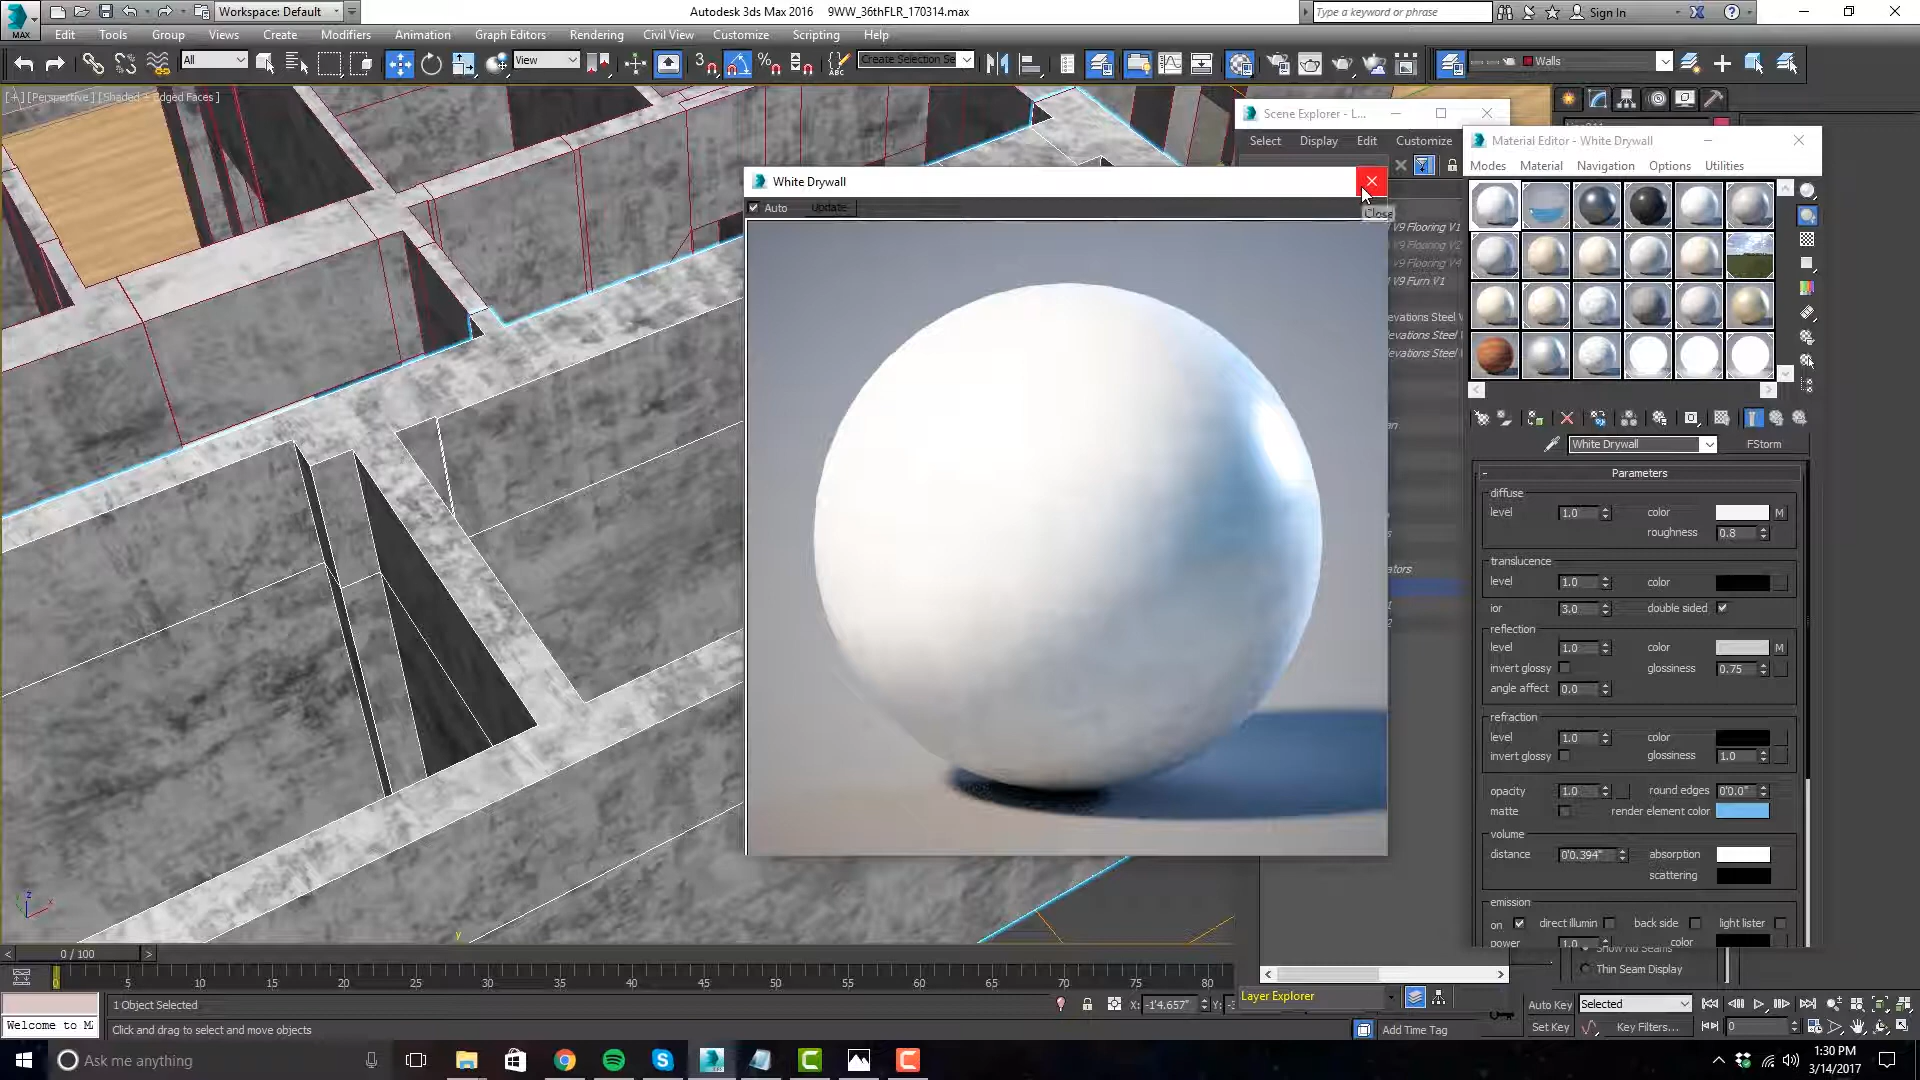 Workspace: Default
Autodesk 3ds Max 2016 9WW_36thFLR_170314.max
Type a keyword or phrase
Sign In
MAX
Edit Tools Group Views Create Modifiers Animation Graph Editors Rendering Civil View Customize Scripting Help
All
View
3
ABC
Create Selection Se
Walls
[+] [Perspective] [Shaded + Edged Faces]
Scene Explorer - L...
Select Display Edit Customize
Material Editor - White Drywall
Modes Material Navigation Options Utilities
White Drywall
Auto Update
Close
V9 Flooring V1
V9 Flooring V2
V9 Flooring V4
V9 Furn V1
levations Steel V
levations Steel V
levations Steel V
ators
White Drywall
FStorm
Parameters
diffuse
level 1.0 color M
roughness 0.8
translucence
level 1.0 color
ior 3.0 double sided
reflection
level 1.0 color M
invert glossy glossiness 0.75
angle affect 0.0
refraction
level 1.0 color
invert glossy glossiness 1.0
opacity 1.0 round edges 0'0.0"
matte render element color
volume
distance 0'0.394" absorption
scattering
emission
on direct illumin back side light lister
power 1.0 color
Show No Seams
Thin Seam Display
z
x
y
0 / 100
0 5 10 15 20 25 30 35 40 45 50 55 60 65 70 75 80
1 Object Selected
X: -1'4.657" Y:
Layer Explorer
Auto Key Selected
Welcome to M
Click and drag to select and move objects
Add Time Tag
Set Key Key Filters...
0
Ask me anything
1:30 PM
3/14/2017